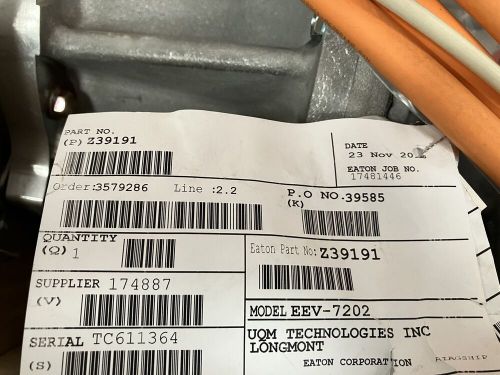 PART NO.
(P) Z39191
DATE
23 Nov
EATON JOB NO.
17481446
Order:3579286 Line :2.2
P.O NO.39585
(K)
QUANTITY
(Q) 1
Eaton Part No: Z39191
SUPPLIER 174887
(V)
MODEL EEV-7202
SERIAL TC611364
(S)
UQM TECHNOLOGIES INC
LONGMONT
EATON CORPORATION